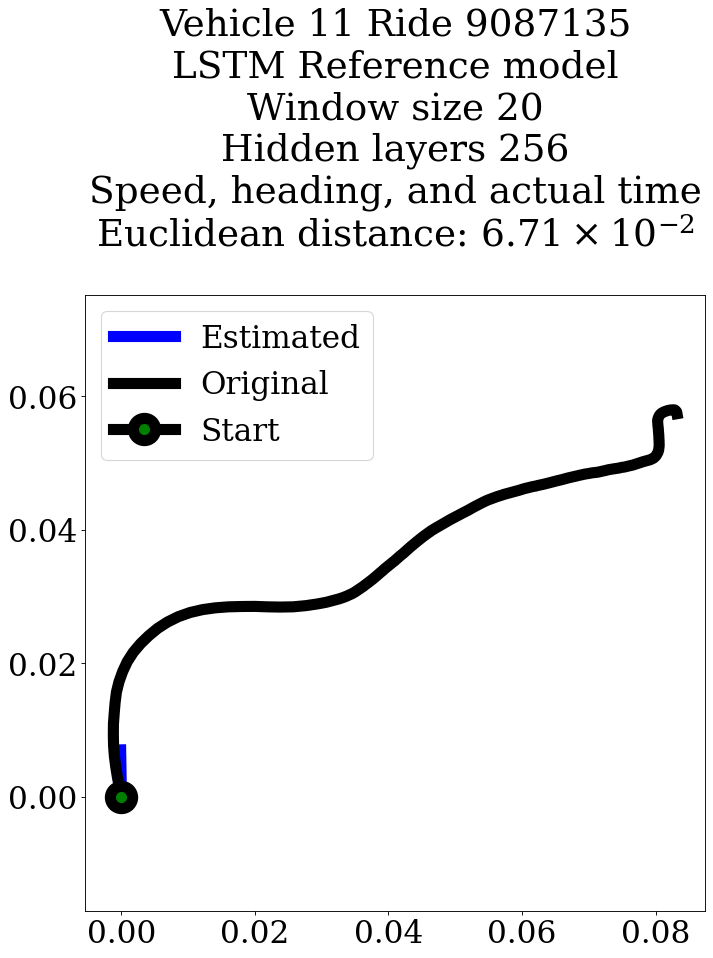 Vehicle 11 Ride 9087135
LSTM Reference model
Window size 20
Hidden layers 256
Speed, heading, and actual time
Euclidean distance: 6.71 × 10⁻²
Estimated
Original
Start
0.06
0.04
0.02
0.00
0.00 0.02 0.04 0.06 0.08